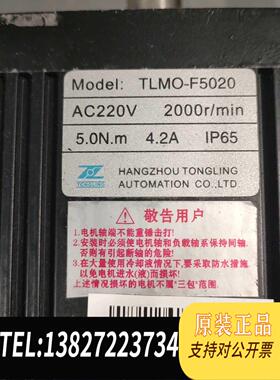 Model: TLMO-F5020
AC220V 2000r/min
5.0N.m 4.2A IP65
TONGLING
HANGZHOU TONGLING
AUTOMATION CO.,LTD
敬告用户
1.电机轴端不能重锤击打!
2.安装时必须使电机轴和负载轴系保持同轴,
否则有引起断轴的危险!
3.在大量使用冷却液情况下,要采取防水措施,
以免电机进水(液)而损坏!
上述情况损坏的电机不属“三包”范围.
TEL:13827223734
原装正品
支持对公票开